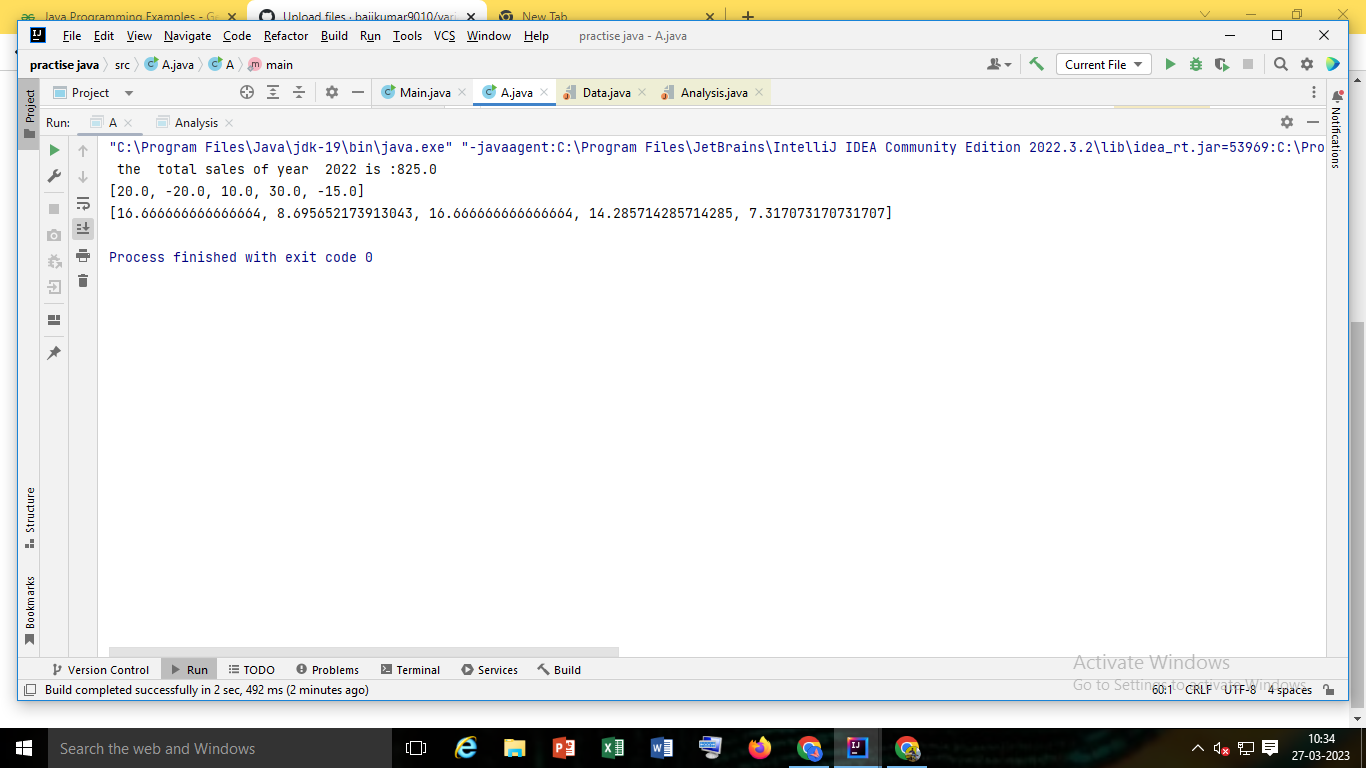 Java Programming Examples - Ge
Upload files · bajikumar9010/vari
New Tab
File Edit View Navigate Code Refactor Build Run Tools VCS Window Help practise java - A.java
practise java src A.java A main
Current File
Project
Main.java A.java Data.java Analysis.java
Project
Notifications
Run: A Analysis
"C:\Program Files\Java\jdk-19\bin\java.exe" "-javaagent:C:\Program Files\JetBrains\IntelliJ IDEA Community Edition 2022.3.2\lib\idea_rt.jar=53969:C:\Pro
the  total sales of year  2022 is :825.0
[20.0, -20.0, 10.0, 30.0, -15.0]
[16.666666666666664, 8.695652173913043, 16.666666666666664, 14.285714285714285, 7.317073170731707]
Process finished with exit code 0
Structure
Bookmarks
Version Control Run TODO Problems Terminal Services Build
Activate Windows
Go to Settings to activate Windows.
Build completed successfully in 2 sec, 492 ms (2 minutes ago)
60:1 CRLF UTF-8 4 spaces
Search the web and Windows
10:34
27-03-2023